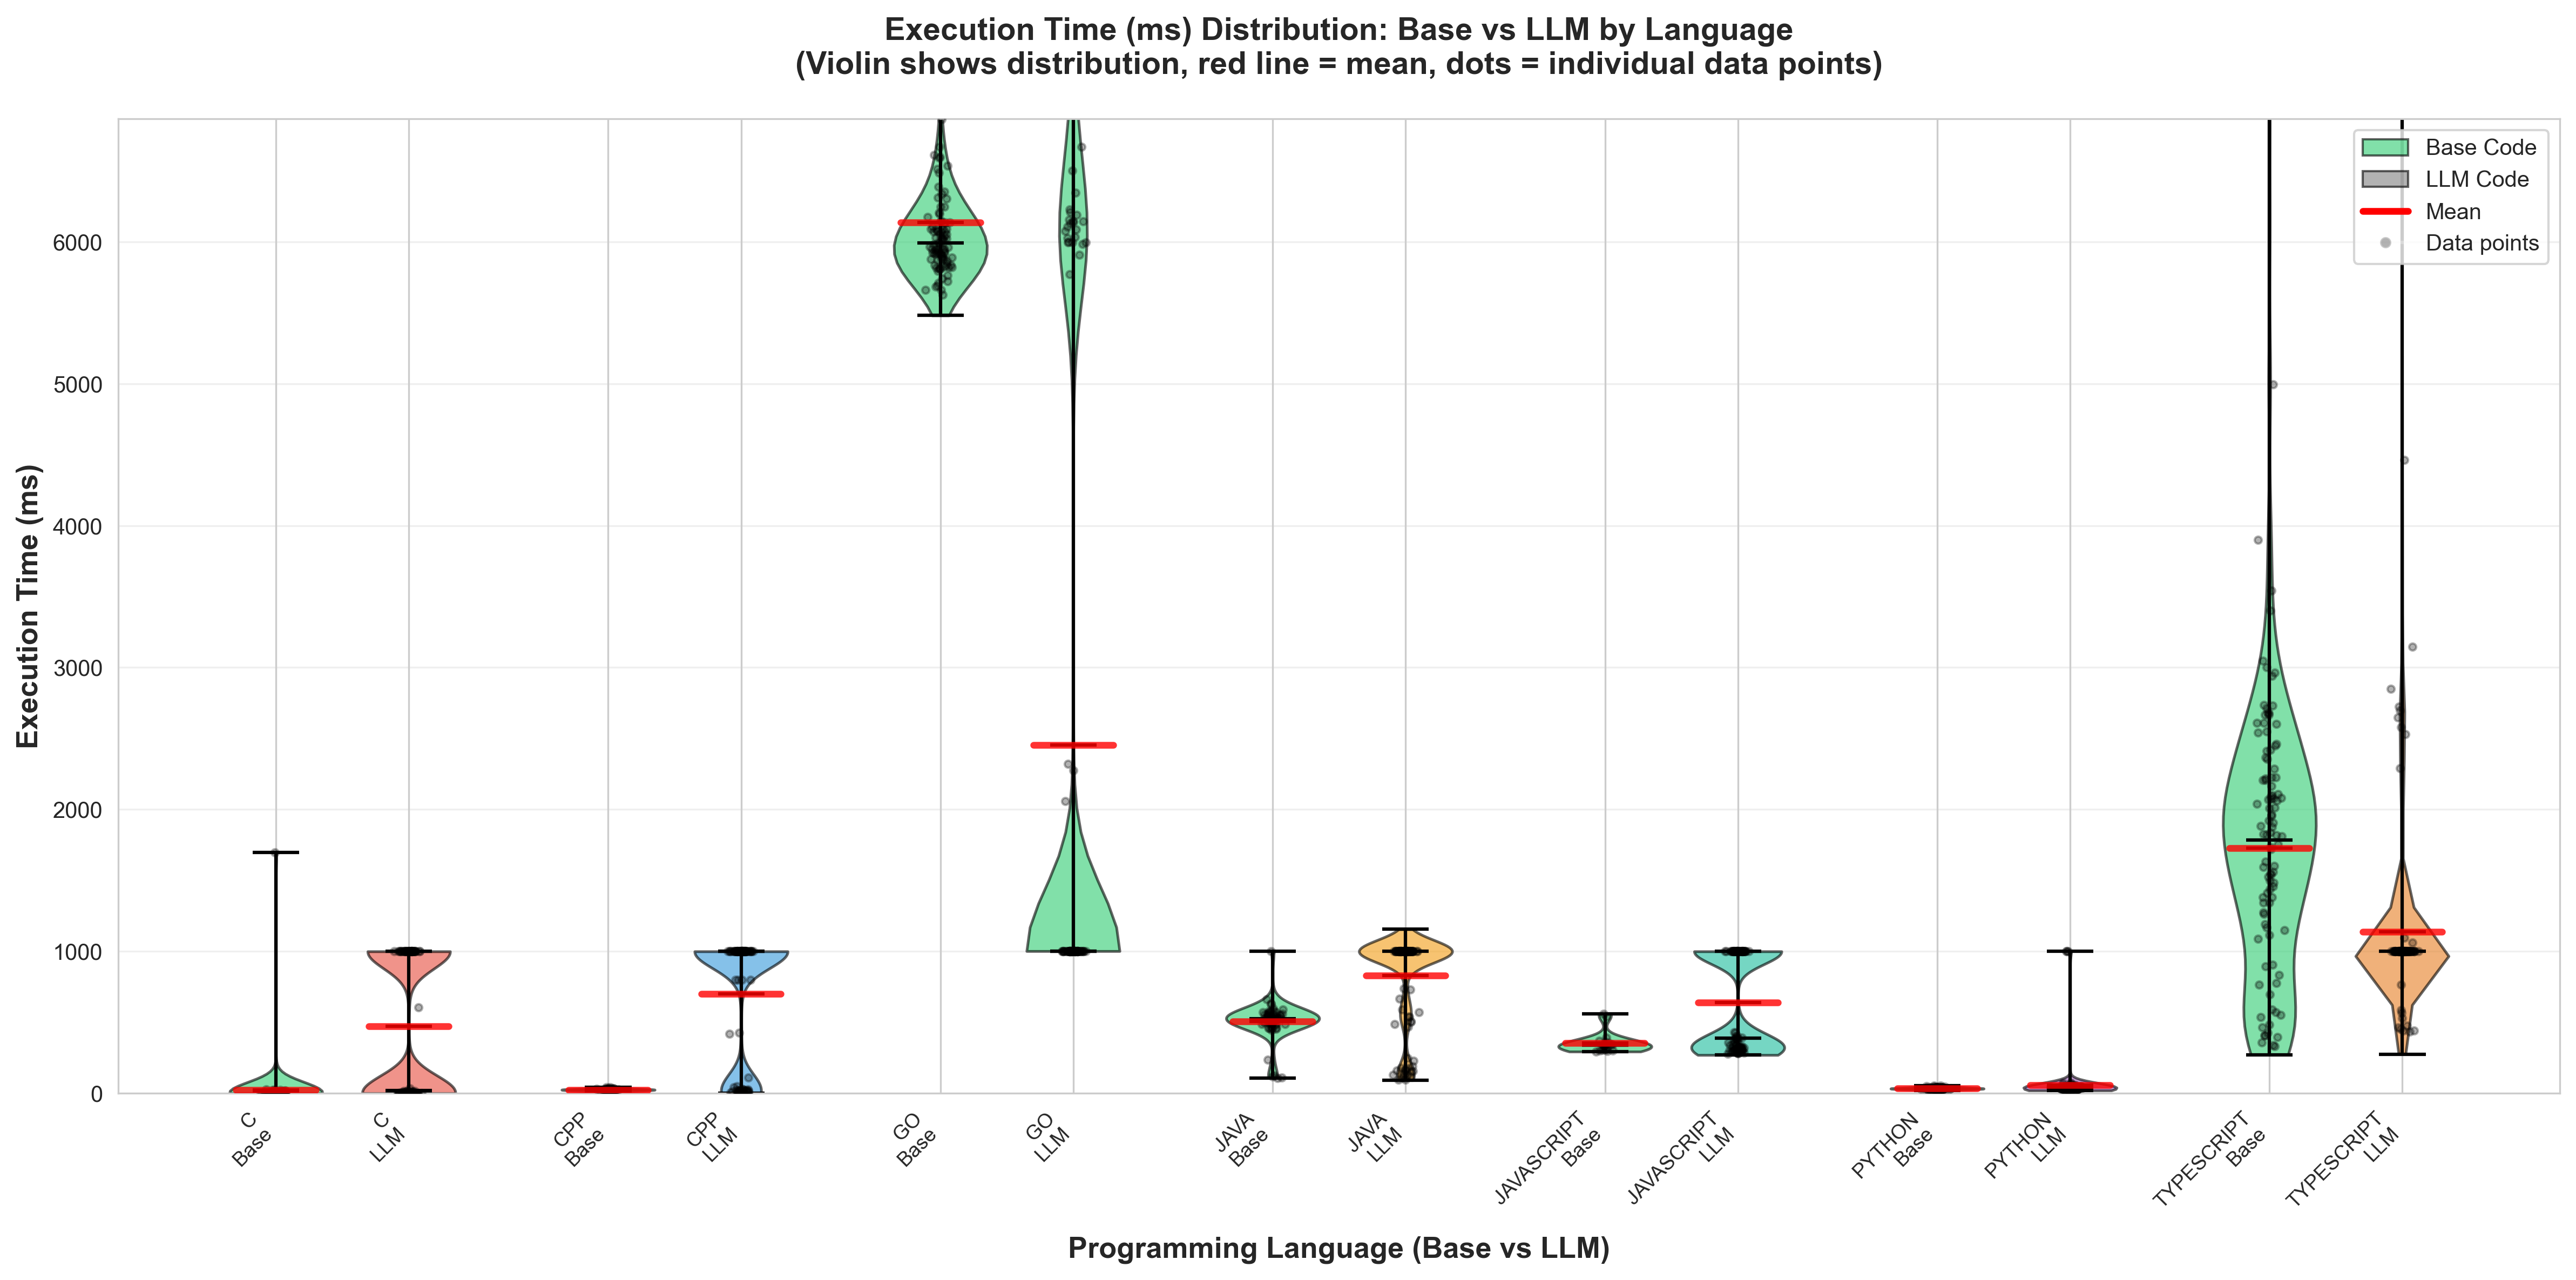 Execution Time (ms) Distribution: Base vs LLM by Language
(Violin shows distribution, red line = mean, dots = individual data points)
Execution Time (ms)
6000
5000
4000
3000
2000
1000
0
Base Code
LLM Code
Mean
Data points
C
Base
C
LLM
CPP
Base
CPP
LLM
GO
Base
GO
LLM
JAVA
Base
JAVA
LLM
JAVASCRIPT
Base
JAVASCRIPT
LLM
PYTHON
Base
PYTHON
LLM
TYPESCRIPT
Base
TYPESCRIPT
LLM
Programming Language (Base vs LLM)